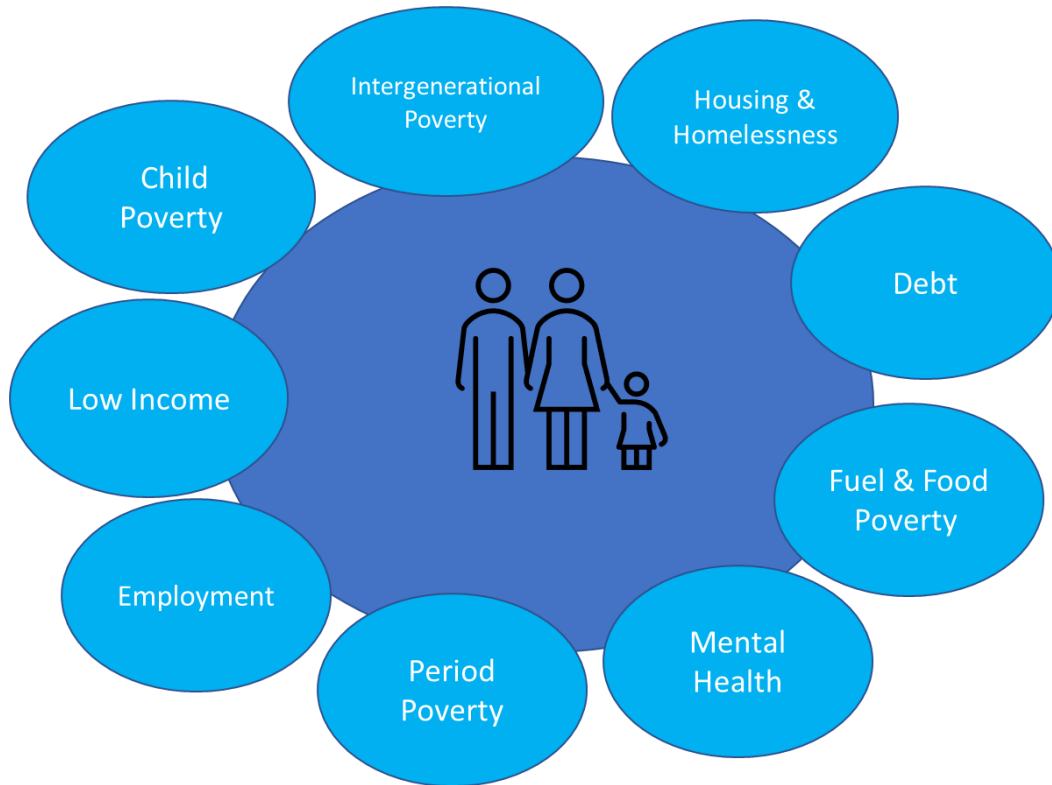 Intergenerational
Poverty
Housing &
Homelessness
Child
Poverty
Debt
Low Income
Fuel & Food
Poverty
Employment
Mental
Health
Period
Poverty